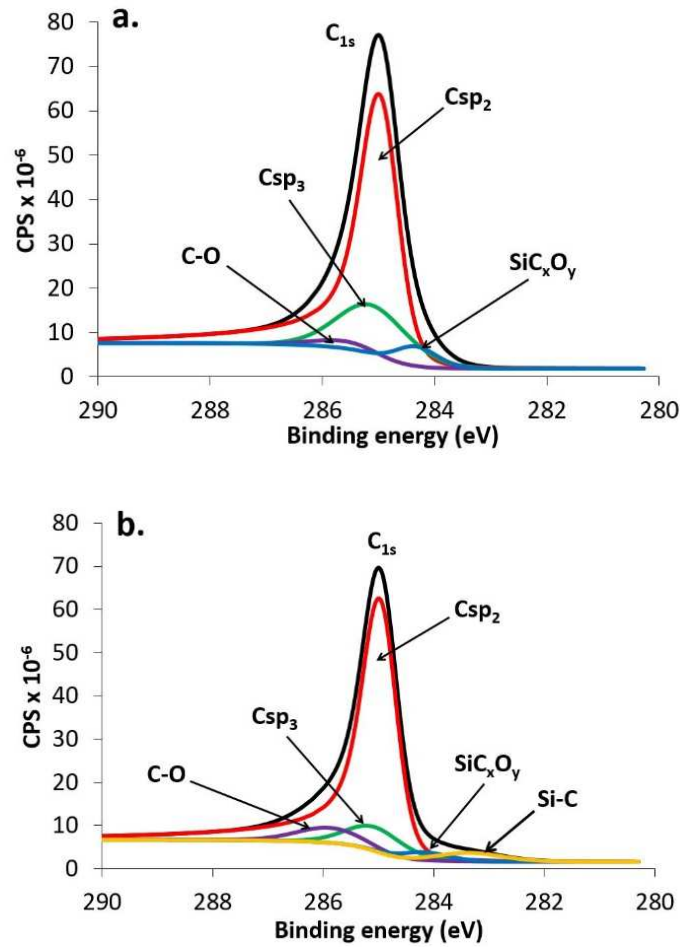 a.
80
70
60
50
40
30
20
10
0
CPS x 10⁻⁶
C₁ₛ
Csp₂
Csp₃
C-O
SiCₓOᵧ
290 288 286 284 282 280
Binding energy (eV)
b.
80
70
60
50
40
30
20
10
0
CPS x 10⁻⁶
C₁ₛ
Csp₂
Csp₃
C-O
SiCₓOᵧ
Si-C
290 288 286 284 282 280
Binding energy (eV)